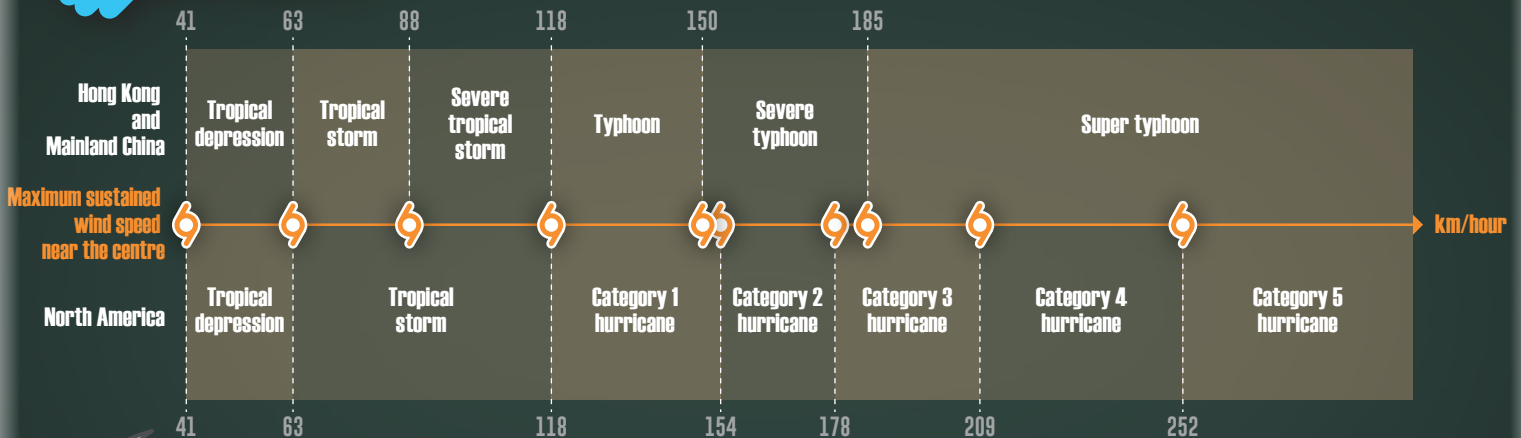 41 63 88 118 150 185
Hong Kong
and
Mainland China
Tropical
depression
Tropical
storm
Severe
tropical
storm
Typhoon
Severe
typhoon
Super typhoon
Maximum sustained
wind speed
near the centre
km/hour
North America
Tropical
depression
Tropical
storm
Category 1
hurricane
Category 2
hurricane
Category 3
hurricane
Category 4
hurricane
Category 5
hurricane
41 63 118 154 178 209 252